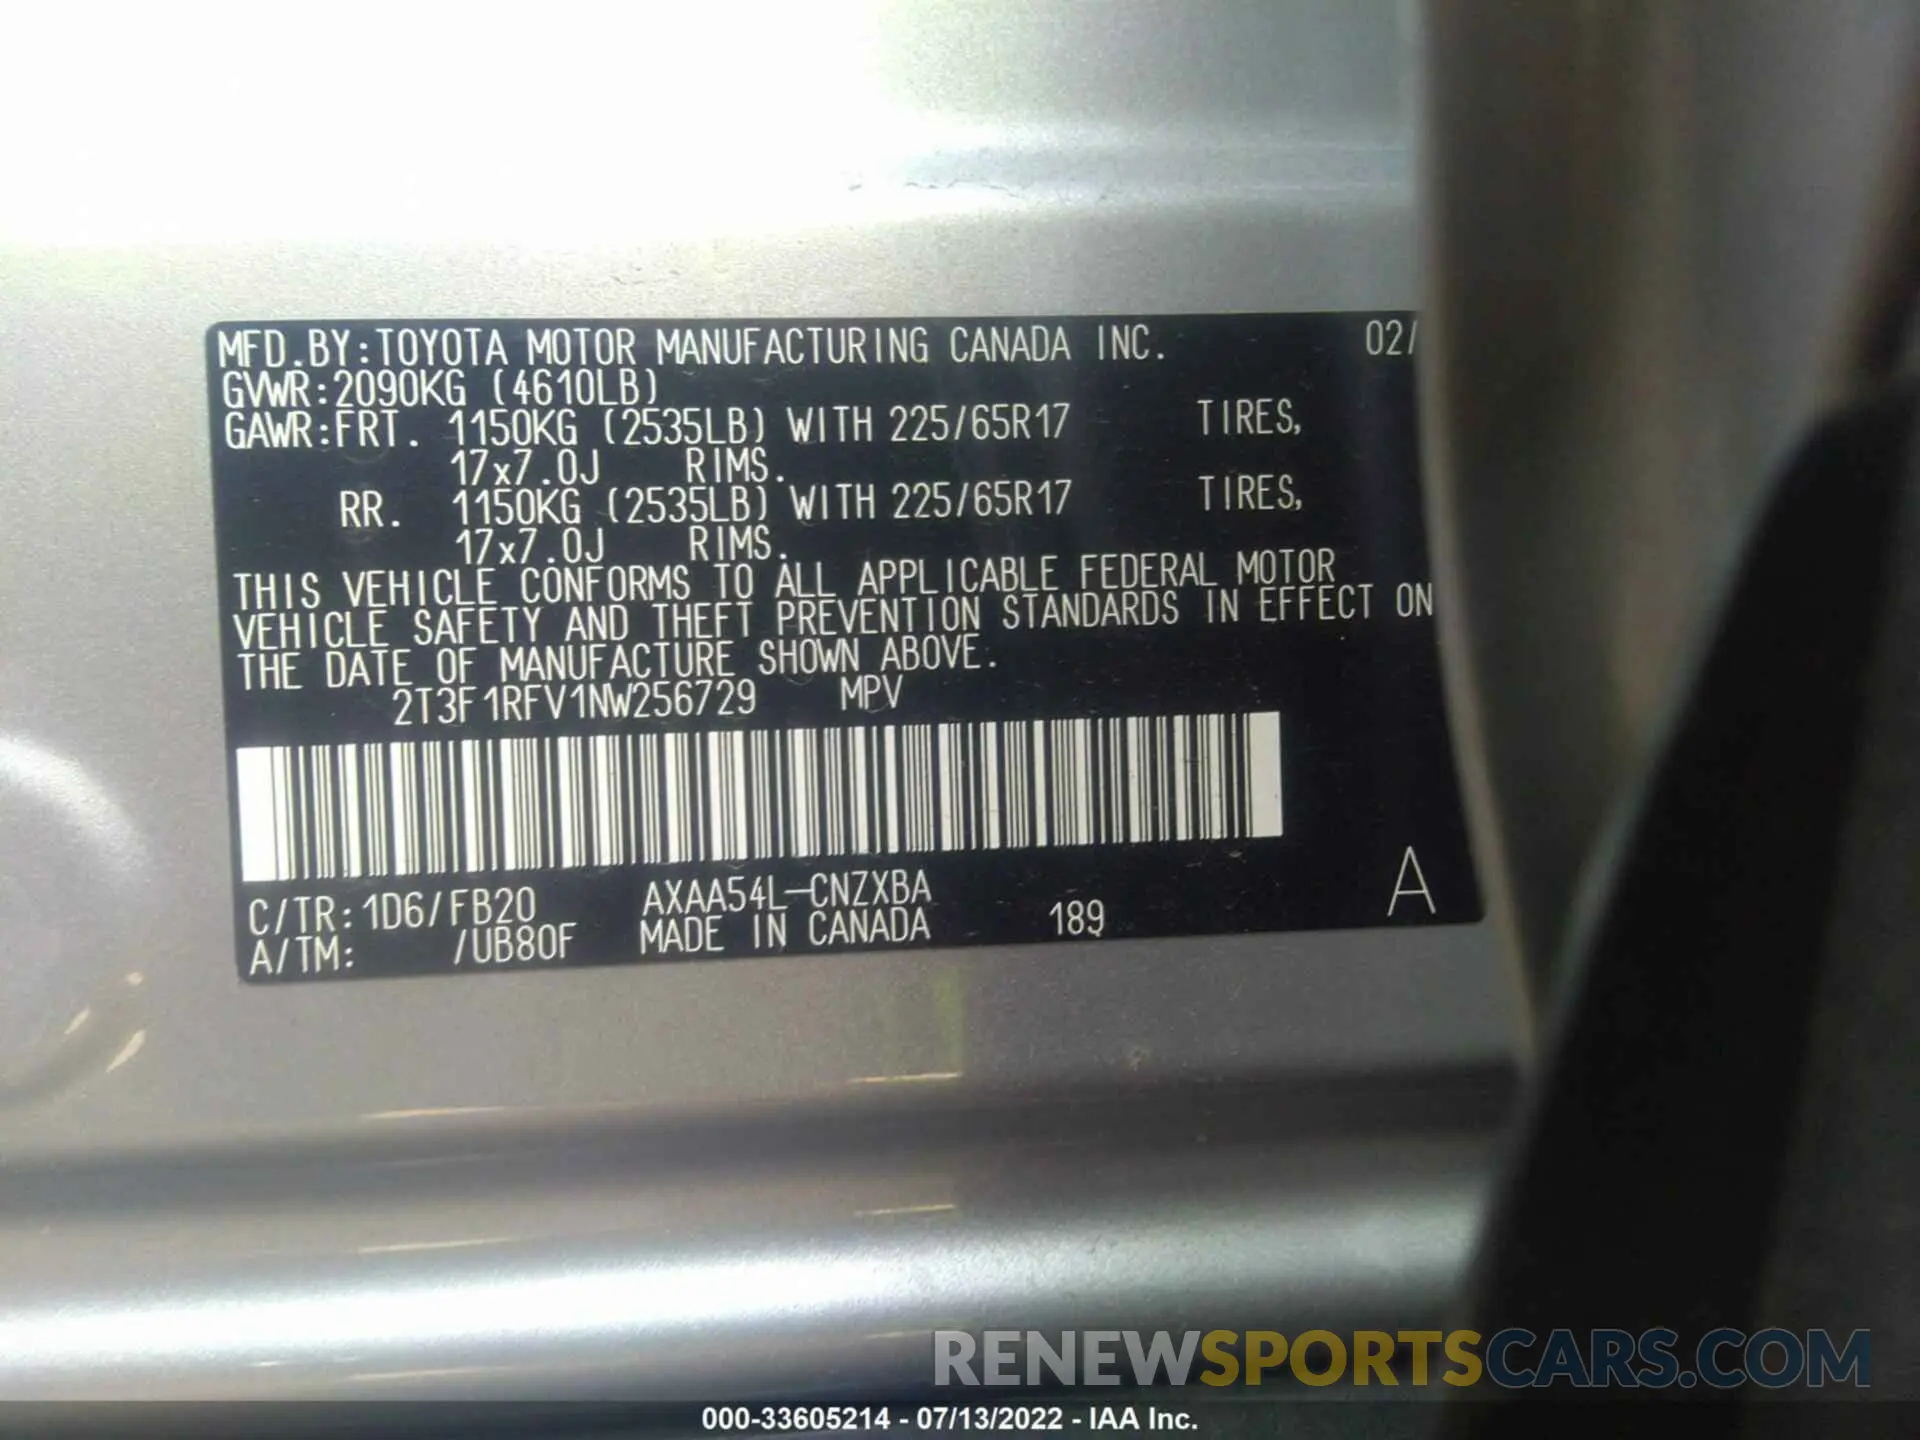 MFD.BY:TOYOTA MOTOR MANUFACTURING CANADA INC. 02/
GVWR:2090KG (4610LB)
GAWR:FRT. 1150KG (2535LB) WITH 225/65R17 TIRES,
17x7.0J RIMS.
RR. 1150KG (2535LB) WITH 225/65R17 TIRES,
17x7.0J RIMS.
THIS VEHICLE CONFORMS TO ALL APPLICABLE FEDERAL MOTOR
VEHICLE SAFETY AND THEFT PREVENTION STANDARDS IN EFFECT ON
THE DATE OF MANUFACTURE SHOWN ABOVE.
2T3F1RFV1NW256729 MPV
C/TR:1D6/FB20 AXAA54L-CNZXBA
A/TM: /UB80F MADE IN CANADA 189 A
RENEWSPORTSCARS.COM
000-33605214 - 07/13/2022 - IAA Inc.